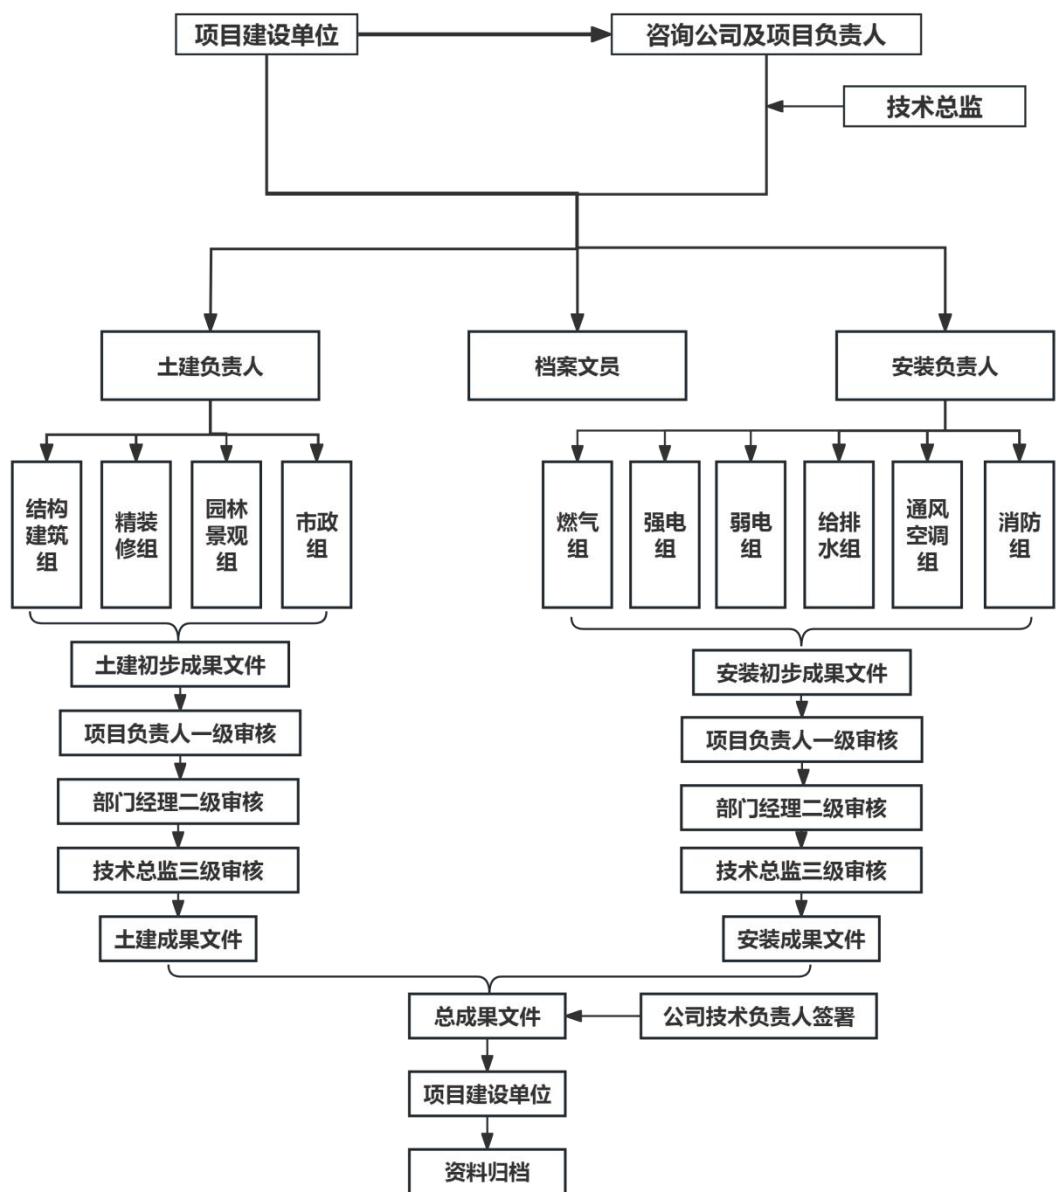 项目建设单位
咨询公司及项目负责人
技术总监
土建负责人
档案文员
安装负责人
结构
建筑
组
精装
修组
园林
景观
组
市政
组
燃气
组
强电
组
弱电
组
给排
水组
通风
空调
组
消防
组
土建初步成果文件
安装初步成果文件
项目负责人一级审核
项目负责人一级审核
部门经理二级审核
部门经理二级审核
技术总监三级审核
技术总监三级审核
土建成果文件
安装成果文件
总成果文件
公司技术负责人签署
项目建设单位
资料归档